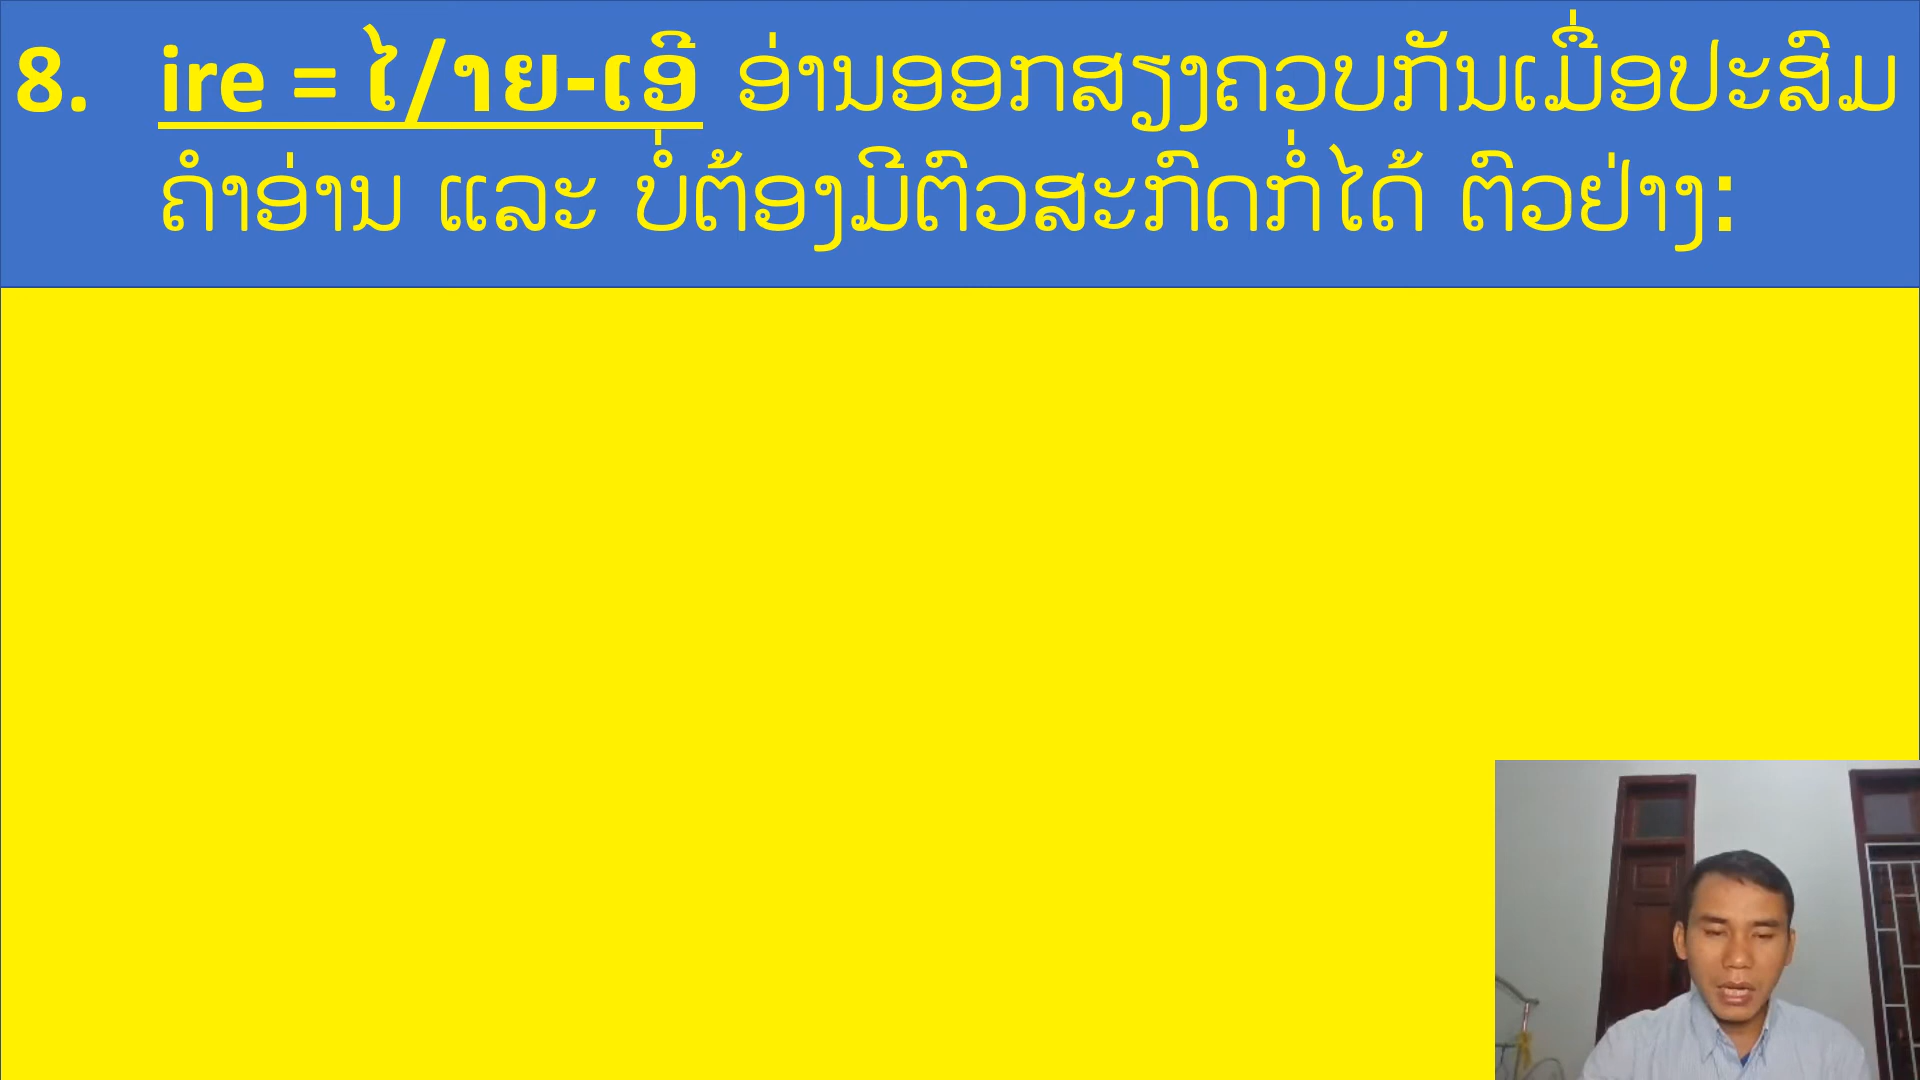 8. ire = ໄ/າຍ-ເອີ ອ່ານອອກສຽງຄວບກັນເມື່ອປະສົມ
ຄຳອ່ານ ແລະ ບໍ່ຕ້ອງມີຕົວສະກົດກໍ່ໄດ້ ຕົວຢ່າງ: